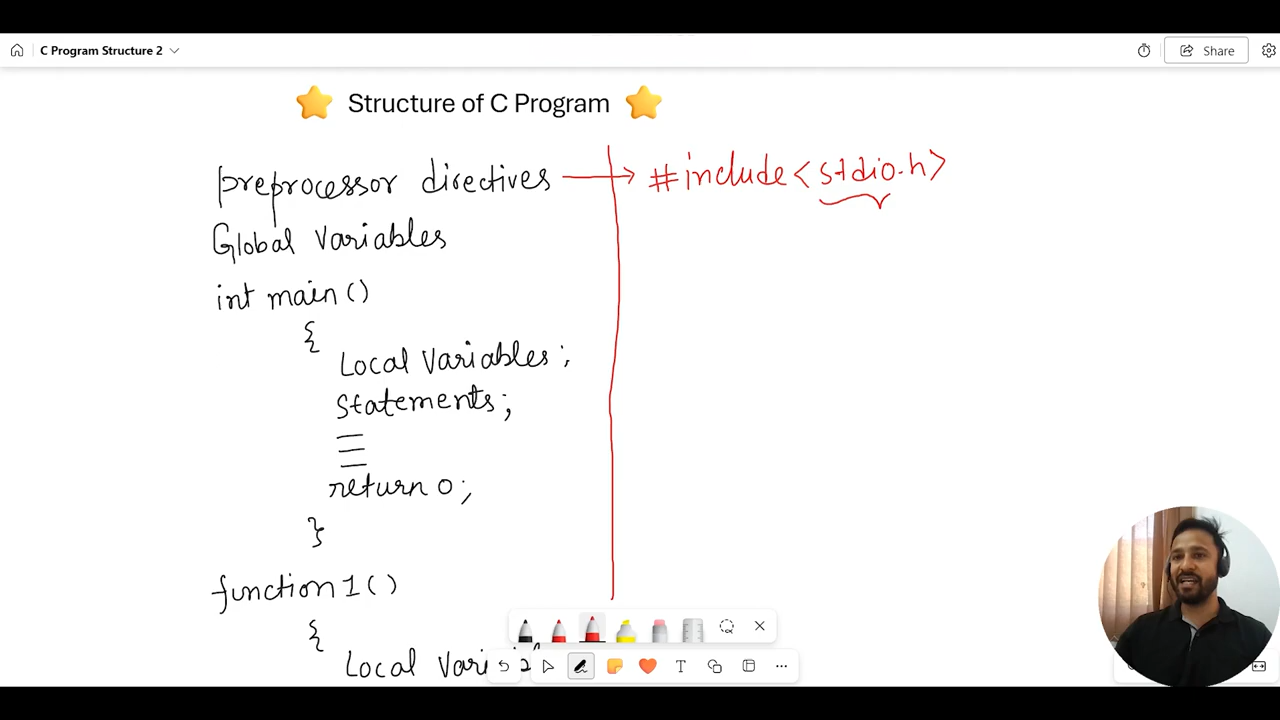 C Program Structure 2
Share
Structure of C Program
preprocessor directives
#include<stdio.h>
Global Variables
int main()
{
Local Variables;
Statements;
return 0;
}
function1()
{
Local
T